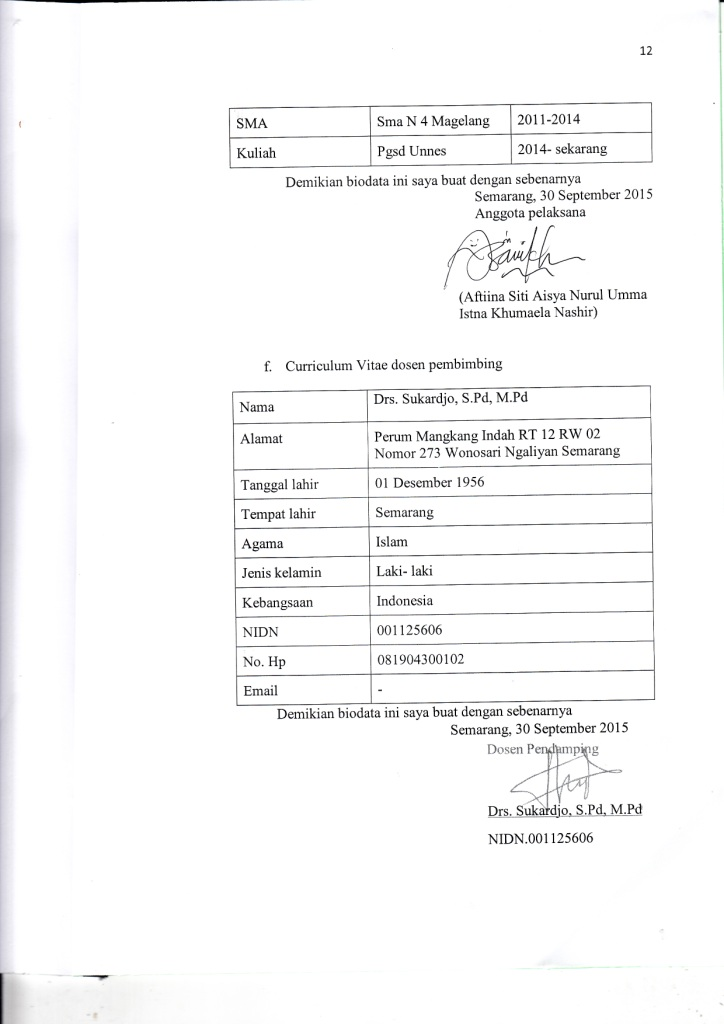 12
SMA Sma N 4 Magelang 2011-2014
Kuliah Pgsd Unnes 2014- sekarang
Demikian biodata ini saya buat dengan sebenarnya
Semarang, 30 September 2015
Anggota pelaksana
(Aftiina Siti Aisya Nurul Umma
Istna Khumaela Nashir)
f. Curriculum Vitae dosen pembimbing
Nama Drs. Sukardjo, S.Pd, M.Pd
Alamat Perum Mangkang Indah RT 12 RW 02
Nomor 273 Wonosari Ngaliyan Semarang
Tanggal lahir 01 Desember 1956
Tempat lahir Semarang
Agama Islam
Jenis kelamin Laki- laki
Kebangsaan Indonesia
NIDN 001125606
No. Hp 081904300102
Email -
Demikian biodata ini saya buat dengan sebenarnya
Semarang, 30 September 2015
Dosen Pendamping
Drs. Sukardjo, S.Pd, M.Pd
NIDN.001125606